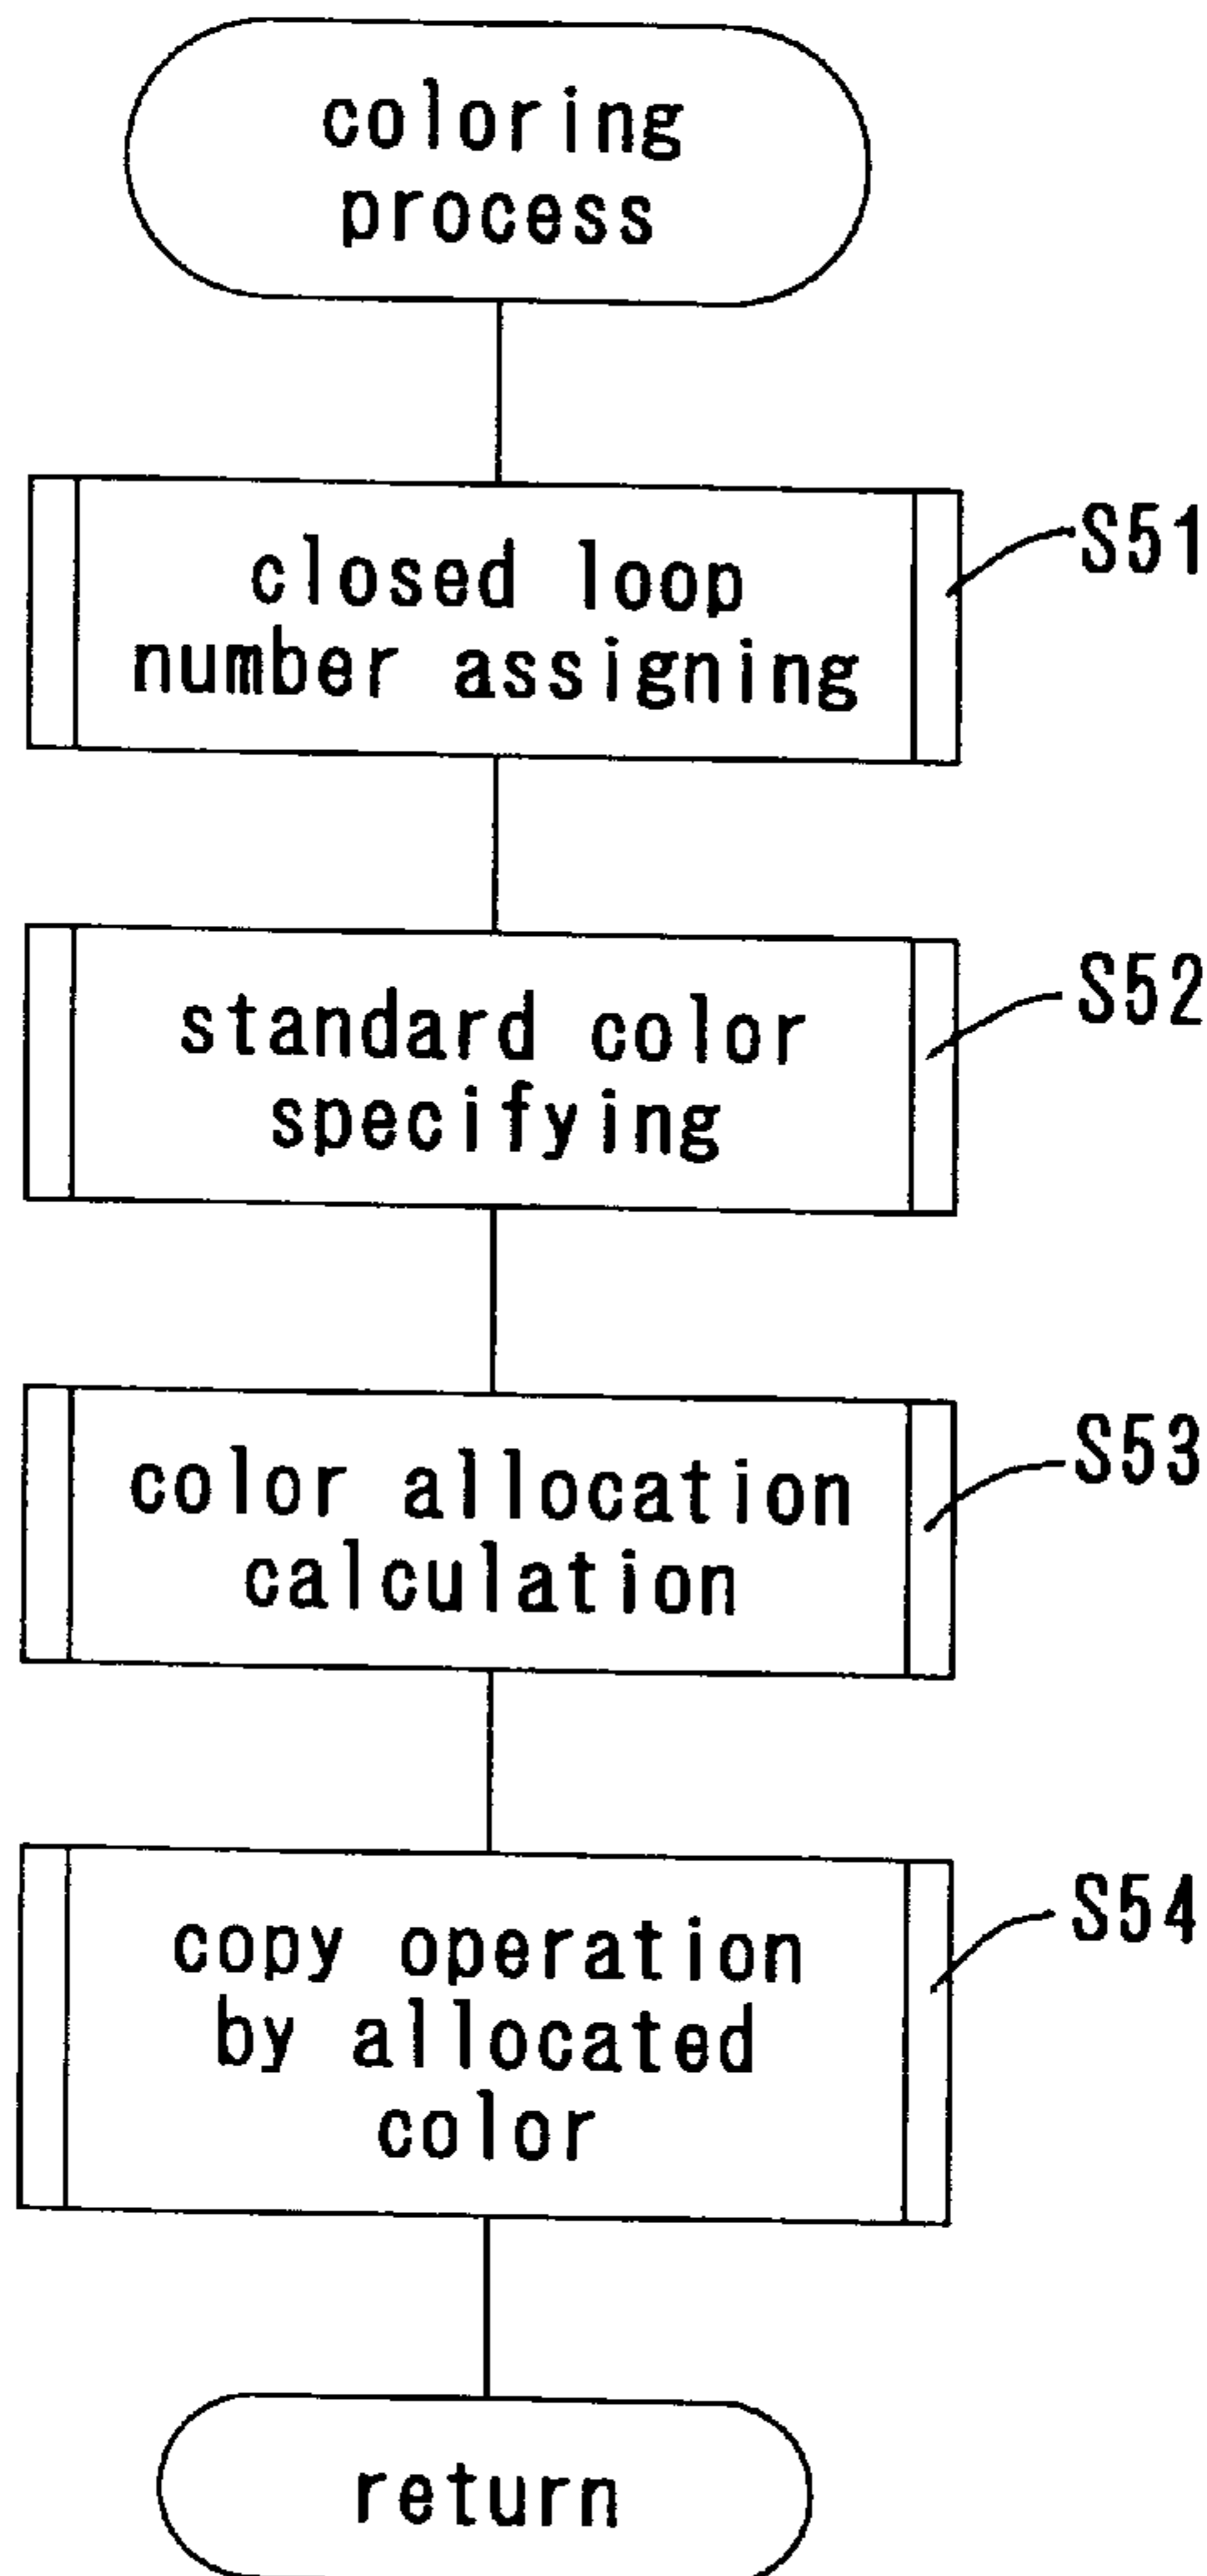 coloring
process
closed loop
number assigning
S51
standard color
specifying
S52
color allocation
calculation
S53
copy operation
by allocated
color
S54
return